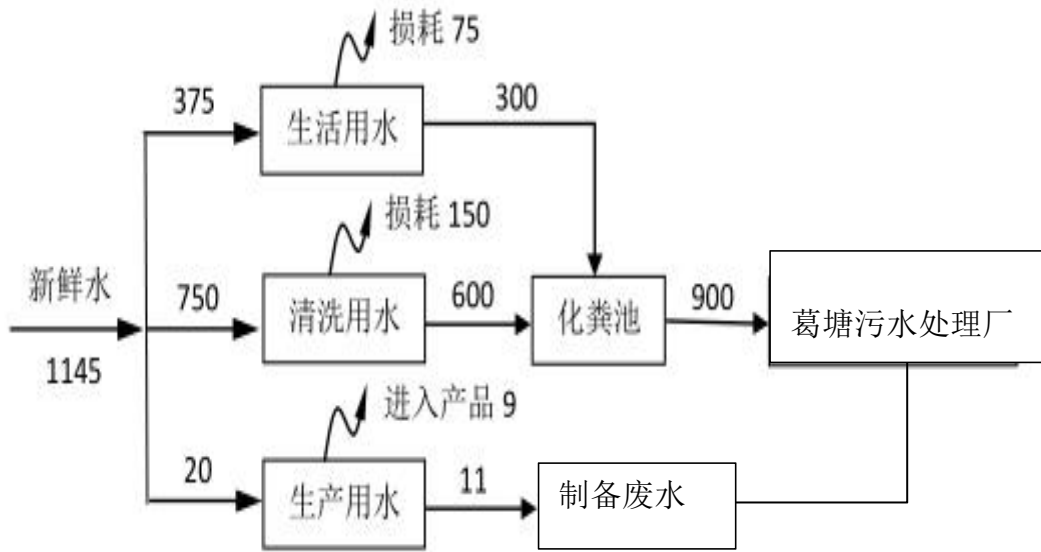 损耗 75
375
生活用水
300
损耗 150
新鲜水
1145
750
清洗用水
600
化粪池
900
葛塘污水处理厂
进入产品 9
20
生产用水
11
制备废水